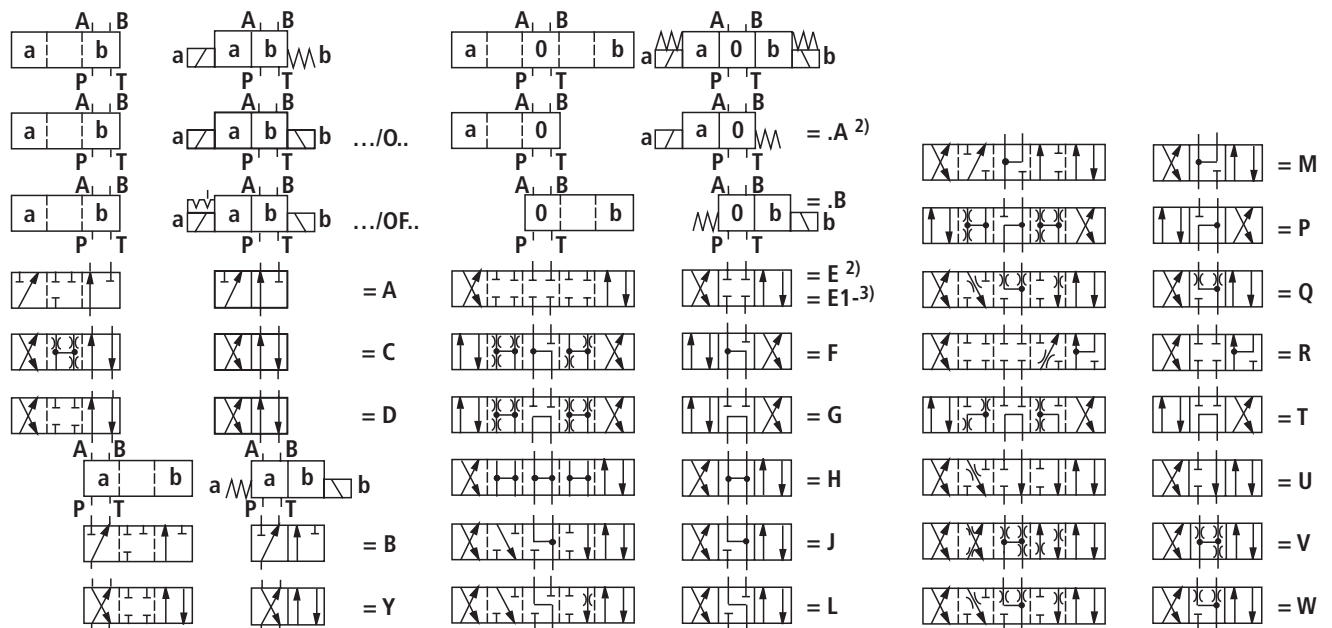 A B
a b
P T
A B
a a b b
P T
A B
a 0 b
P T
A B
a a 0 b b
P T
A B
a b
P T
A B
a a b b …/O..
P T
A B
a 0
P T
A B
a a 0 = .A 2)
P T
A B
a b
P T
A B
a a b b …/OF..
P T
A B
0 b
P T
A B
0 b b = .B
P T
= A
= C
= D
A B
a b
P T
A B
a a b b
P T
= B
= Y
= E 2)
= E1- 3)
= F
= G
= H
= J
= L
= M
= P
= Q
= R
= T
= U
= V
= W